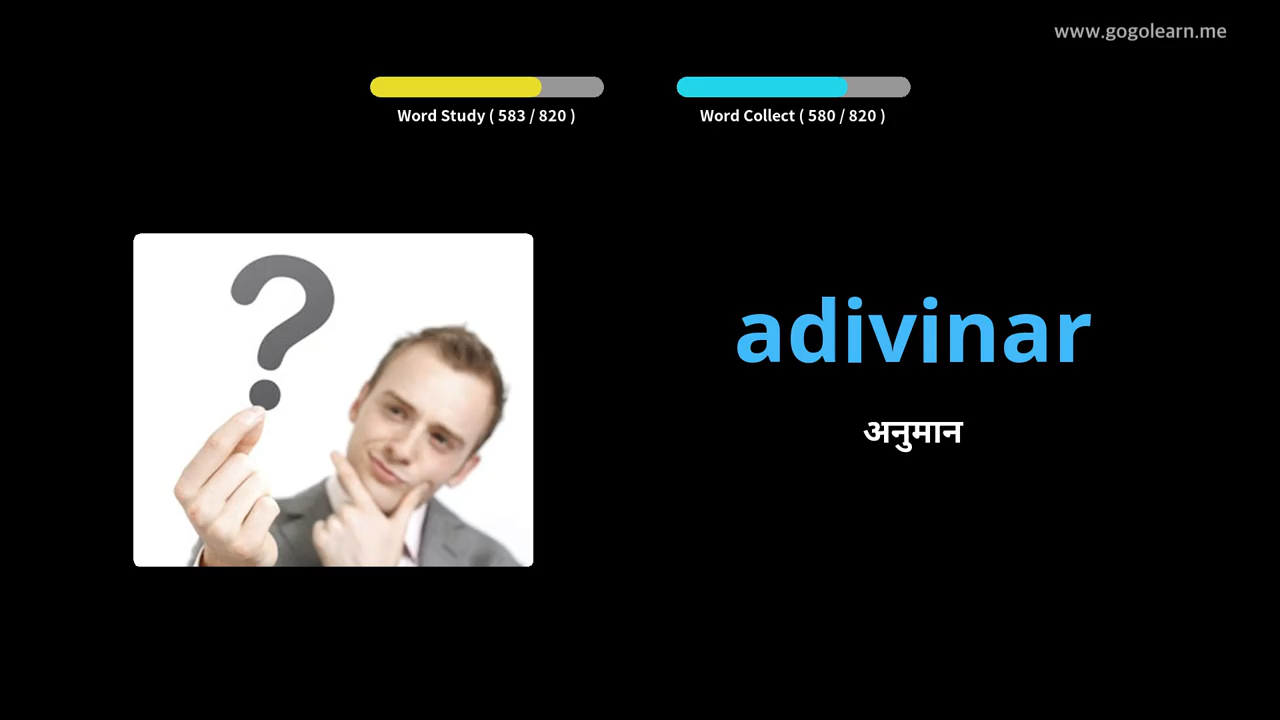 www.gogolearn.me
Word Study ( 583 / 820 )
Word Collect ( 580 / 820 )
?
adivinar
अनुमान